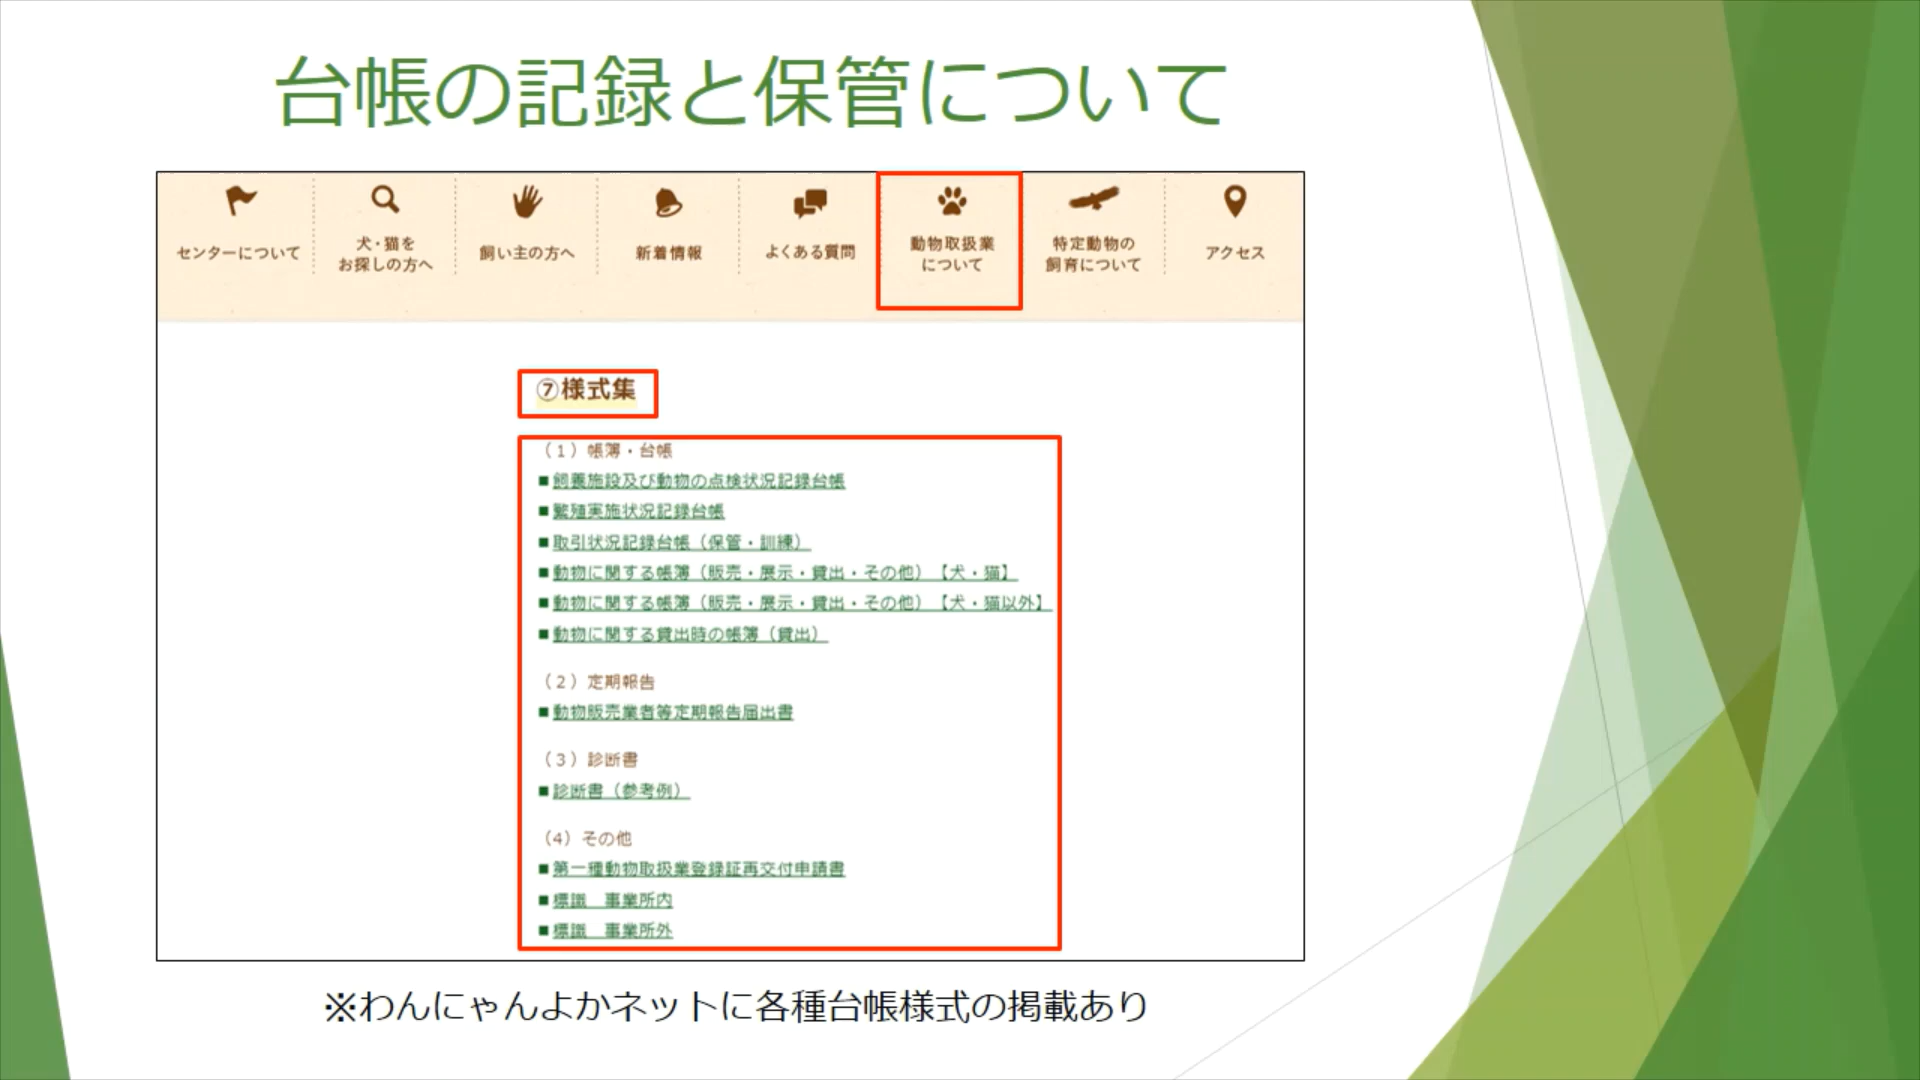 台帳の記録と保管について
センターについて
犬・猫を
お探しの方へ
飼い主の方へ
新着情報
よくある質問
動物取扱業
について
特定動物の
飼育について
アクセス
⑦様式集
（1）帳簿・台帳
■飼養施設及び動物の点検状況記録台帳
■繁殖実施状況記録台帳
■取引状況記録台帳（保管・訓練）
■動物に関する帳簿（販売・展示・貸出・その他）【犬・猫】
■動物に関する帳簿（販売・展示・貸出・その他）【犬・猫以外】
■動物に関する貸出時の帳簿（貸出）
（2）定期報告
■動物販売業者等定期報告届出書
（3）診断書
■診断書（参考例）
（4）その他
■第一種動物取扱業登録証再交付申請書
■標識　事業所内
■標識　事業所外
※わんにゃんよかネットに各種台帳様式の掲載あり